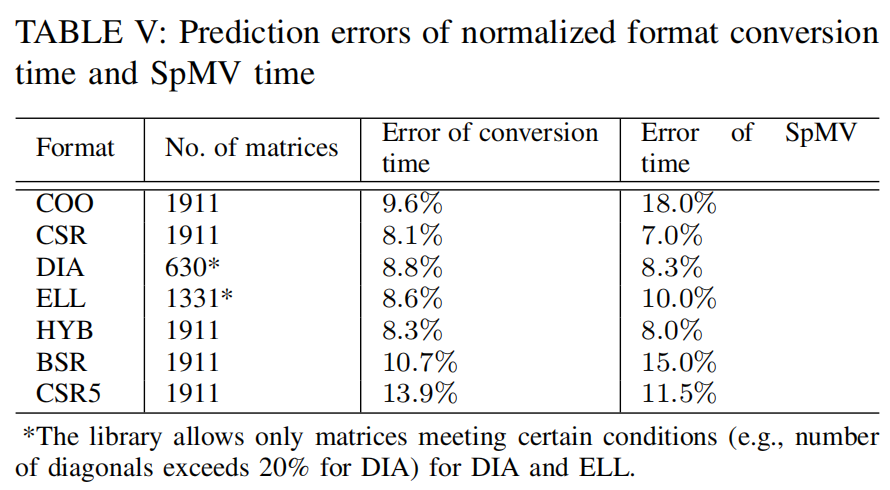 TABLE V: Prediction errors of normalized format conversion
time and SpMV time
Format No. of matrices Error of conversion time Error of SpMV time
COO 1911 9.6% 18.0%
CSR 1911 8.1% 7.0%
DIA 630* 8.8% 8.3%
ELL 1331* 8.6% 10.0%
HYB 1911 8.3% 8.0%
BSR 1911 10.7% 15.0%
CSR5 1911 13.9% 11.5%
*The library allows only matrices meeting certain conditions (e.g., number
of diagonals exceeds 20% for DIA) for DIA and ELL.